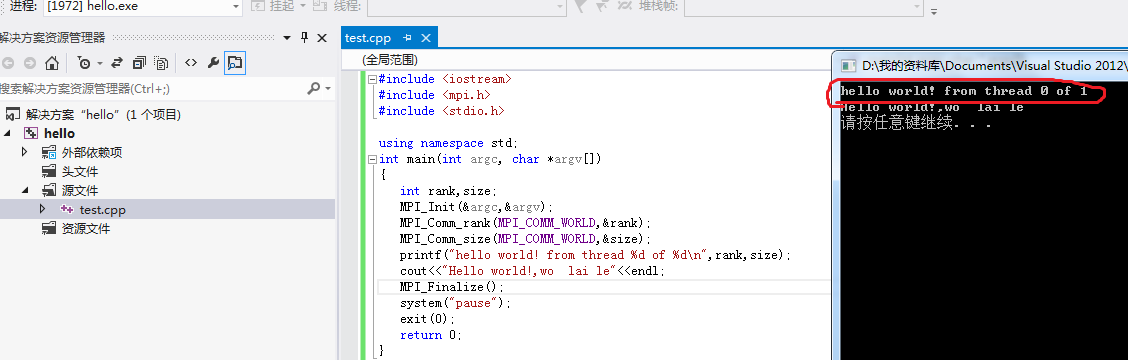 进程: [1972] hello.exe 挂起 线程: 堆栈帧:
解决方案资源管理器
搜索解决方案资源管理器(Ctrl+;)
解决方案"hello"(1 个项目)
hello
外部依赖项
头文件
源文件
test.cpp
资源文件
test.cpp
(全局范围)
#include <iostream>
#include <mpi.h>
#include <stdio.h>
using namespace std;
int main(int argc, char *argv[])
{
int rank,size;
MPI_Init(&argc,&argv);
MPI_Comm_rank(MPI_COMM_WORLD,&rank);
MPI_Comm_size(MPI_COMM_WORLD,&size);
printf("hello world! from thread %d of %d\n",rank,size);
cout<<"Hello world!,wo  lai le"<<endl;
MPI_Finalize();
system("pause");
exit(0);
return 0;
}
D:\我的资料库\Documents\Visual Studio 2012\
hello world! from thread 0 of 1
Hello world!,wo  lai le
请按任意键继续. . .